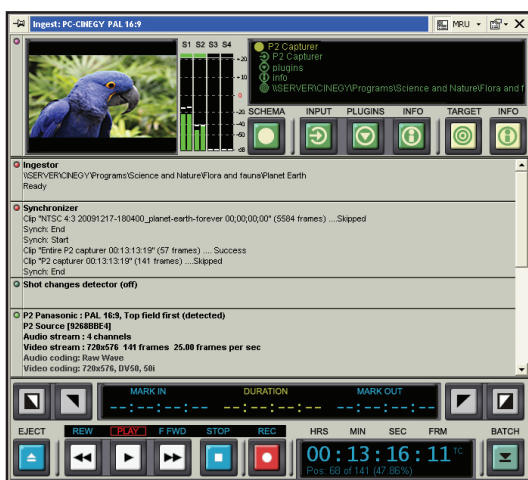 Ingest: PC-CINEGY PAL 16:9
MRU
S1 S2 S3 S4
+20
+10
0
-10
-20
-40
-50
dB
P2 Capturer
P2 Capturer
plugins
info
\\SERVER\CINEGY\Programs\Science and Nature\Flora and f
SCHEMA INPUT PLUGINS INFO TARGET INFO
Ingestor
\\SERVER\CINEGY\Programs\Science and Nature\Flora and fauna\Planet Earth
Ready
Synchronizer
Clip "NTSC 4:3 20091217-180400_planet-earth-forever 00;00;00;00" (5584 frames) ....Skipped
Synch: End
Synch: Start
Clip "Entire P2 capturer 00:13:13:19" (57 frames) .... Success
Clip "P2 capturer 00:13:13:19" (141 frames) ....Skipped
Synch: End
Shot changes detector (off)
P2 Panasonic : PAL 16:9, Top field first (detected)
P2 Source [9268BBE4]
Audio stream : 4 channels
Video stream : 720x576 141 frames 25.00 frames per sec
Audio coding: Raw Wave
Video coding: 720x576, DV50, 50i
MARK IN DURATION MARK OUT
--:--:--:-- --:--:--:-- --:--:--:--
EJECT REW PLAY F FWD STOP REC HRS MIN SEC FRM BATCH
00:13:16:11 TC
Pos: 68 of 141 (47.86%)